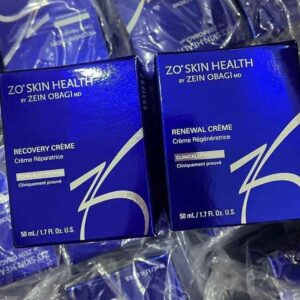 ZO® SKIN HEALTH
BY ZEIN OBAGI MD
RECOVERY CRÈME
Crème Réparatrice
CLINICALLY PROVEN
Cliniquement prouvé
50 mL / 1.7 Fl. Oz. U.S.
ZO® SKIN HEALTH
BY ZEIN OBAGI MD
RENEWAL CRÈME
Crème Régénératrice
Cliniquement prouvé
50 mL / 1.7 Fl. Oz. U.S.